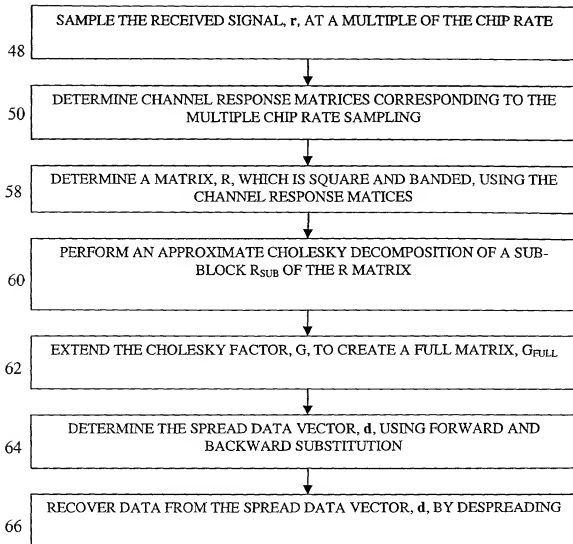 SAMPLE THE RECEIVED SIGNAL, r, AT A MULTIPLE OF THE CHIP RATE
48
DETERMINE CHANNEL RESPONSE MATRICES CORRESPONDING TO THE
MULTIPLE CHIP RATE SAMPLING
50
DETERMINE A MATRIX, R, WHICH IS SQUARE AND BANDED, USING THE
CHANNEL RESPONSE MATICES
58
PERFORM AN APPROXIMATE CHOLESKY DECOMPOSITION OF A SUB-
BLOCK RSUB OF THE R MATRIX
60
EXTEND THE CHOLESKY FACTOR, G, TO CREATE A FULL MATRIX, GFULL
62
DETERMINE THE SPREAD DATA VECTOR, d, USING FORWARD AND
BACKWARD SUBSTITUTION
64
RECOVER DATA FROM THE SPREAD DATA VECTOR, d, BY DESPREADING
66